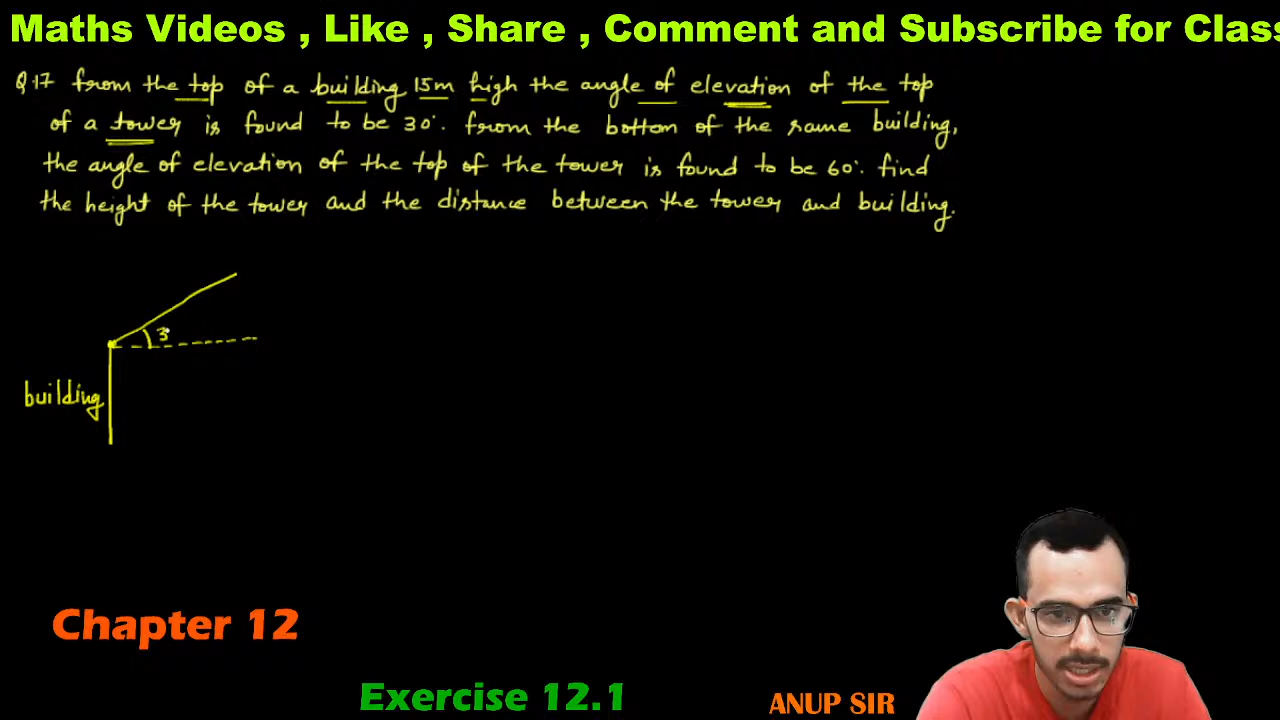 Maths Videos , Like , Share , Comment and Subscribe for Clas
Q 17 from the top of a building 15m high the angle of elevation of the top
of a tower is found to be 30°. from the bottom of the same building,
the angle of elevation of the top of the tower is found to be 60°. find
the height of the tower and the distance between the tower and building.
3
building
Chapter 12
Exercise 12.1
ANUP SIR